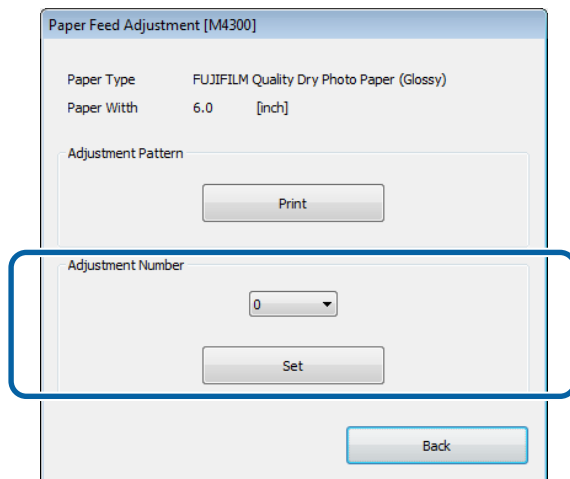 Paper Feed Adjustment [M4300]
Paper Type FUJIFILM Quality Dry Photo Paper (Glossy)
Paper Witth 6.0 [inch]
Adjustment Pattern
Print
Adjustment Number
0
Set
Back